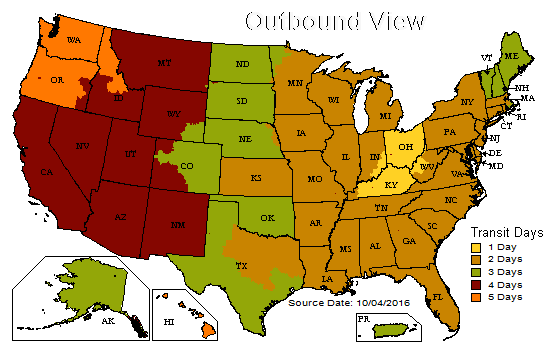 Outbound View
WA
OR
ID
MT
WY
NV
UT
CA
AZ
NM
CO
ND
SD
NE
KS
OK
TX
MN
IA
MO
AR
LA
WI
IL
MI
IN
OH
KY
TN
MS
AL
GA
FL
SC
NC
VA
WV
PA
NY
VT
ME
NH
MA
RI
CT
NJ
DE
MD
AK
HI
PR
Transit Days
1 Day
2 Days
3 Days
4 Days
5 Days
Source Date: 10/04/2016